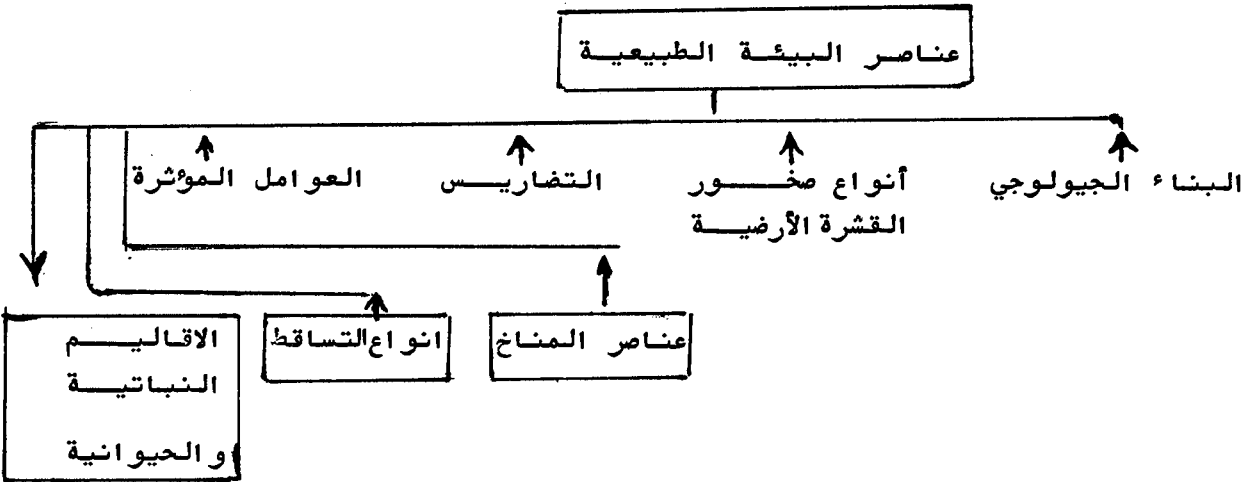 عناصر البيئة الطبيعية
البناء الجيولوجي
أنواع صخور
القشرة الأرضية
التضاريس
العوامل المؤثرة
عناصر المناخ
انواع التساقط
الاقاليم
النباتية
والحيوانية